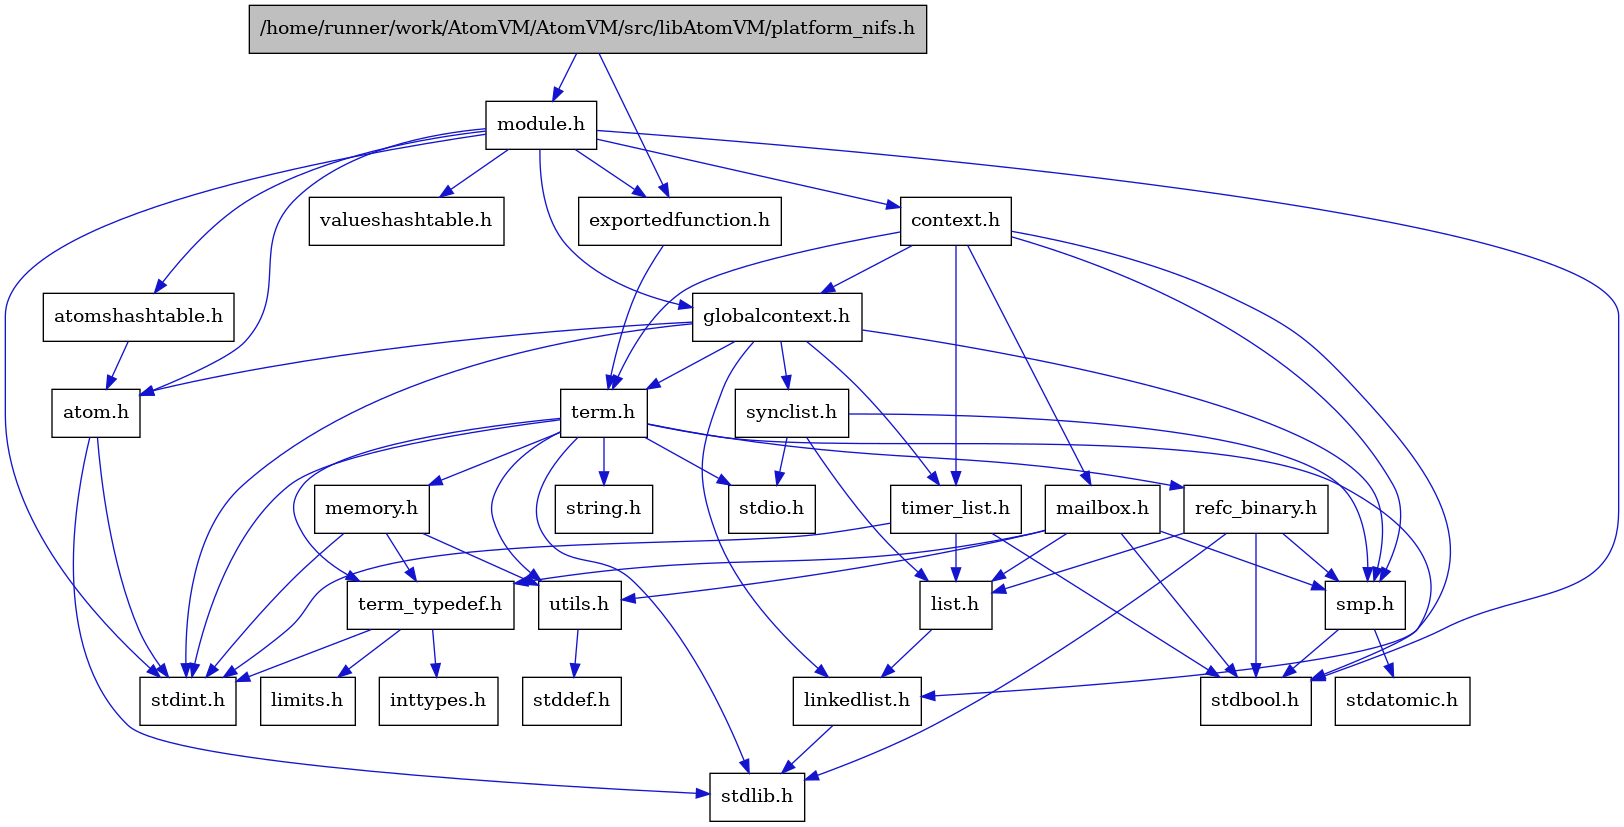 /home/runner/work/AtomVM/AtomVM/src/libAtomVM/platform_nifs.h
module.h
valueshashtable.h
exportedfunction.h
context.h
atomshashtable.h
globalcontext.h
atom.h
term.h
synclist.h
memory.h
string.h
stdio.h
timer_list.h
mailbox.h
refc_binary.h
term_typedef.h
utils.h
list.h
smp.h
stdint.h
limits.h
inttypes.h
stddef.h
linkedlist.h
stdbool.h
stdatomic.h
stdlib.h